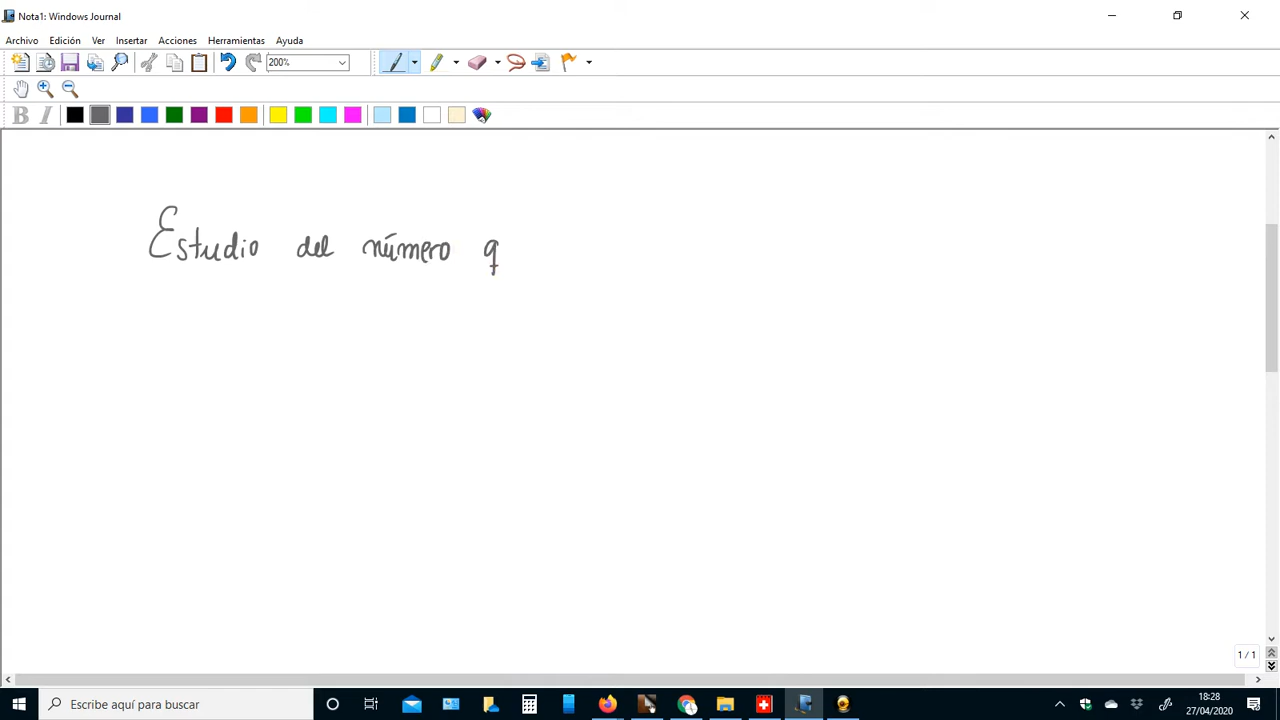 Nota1: Windows Journal
Archivo Edición Ver Insertar Acciones Herramientas Ayuda
200%
B I
Estudio del número q
1 / 1
Escribe aquí para buscar
18:28
27/04/2020